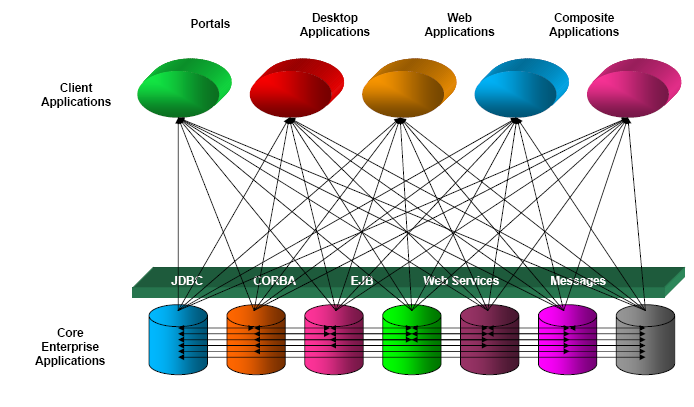 Portals
Desktop
Applications
Web
Applications
Composite
Applications
Client
Applications
JDBC
CORBA
EJB
Web Services
Messages
Core
Enterprise
Applications